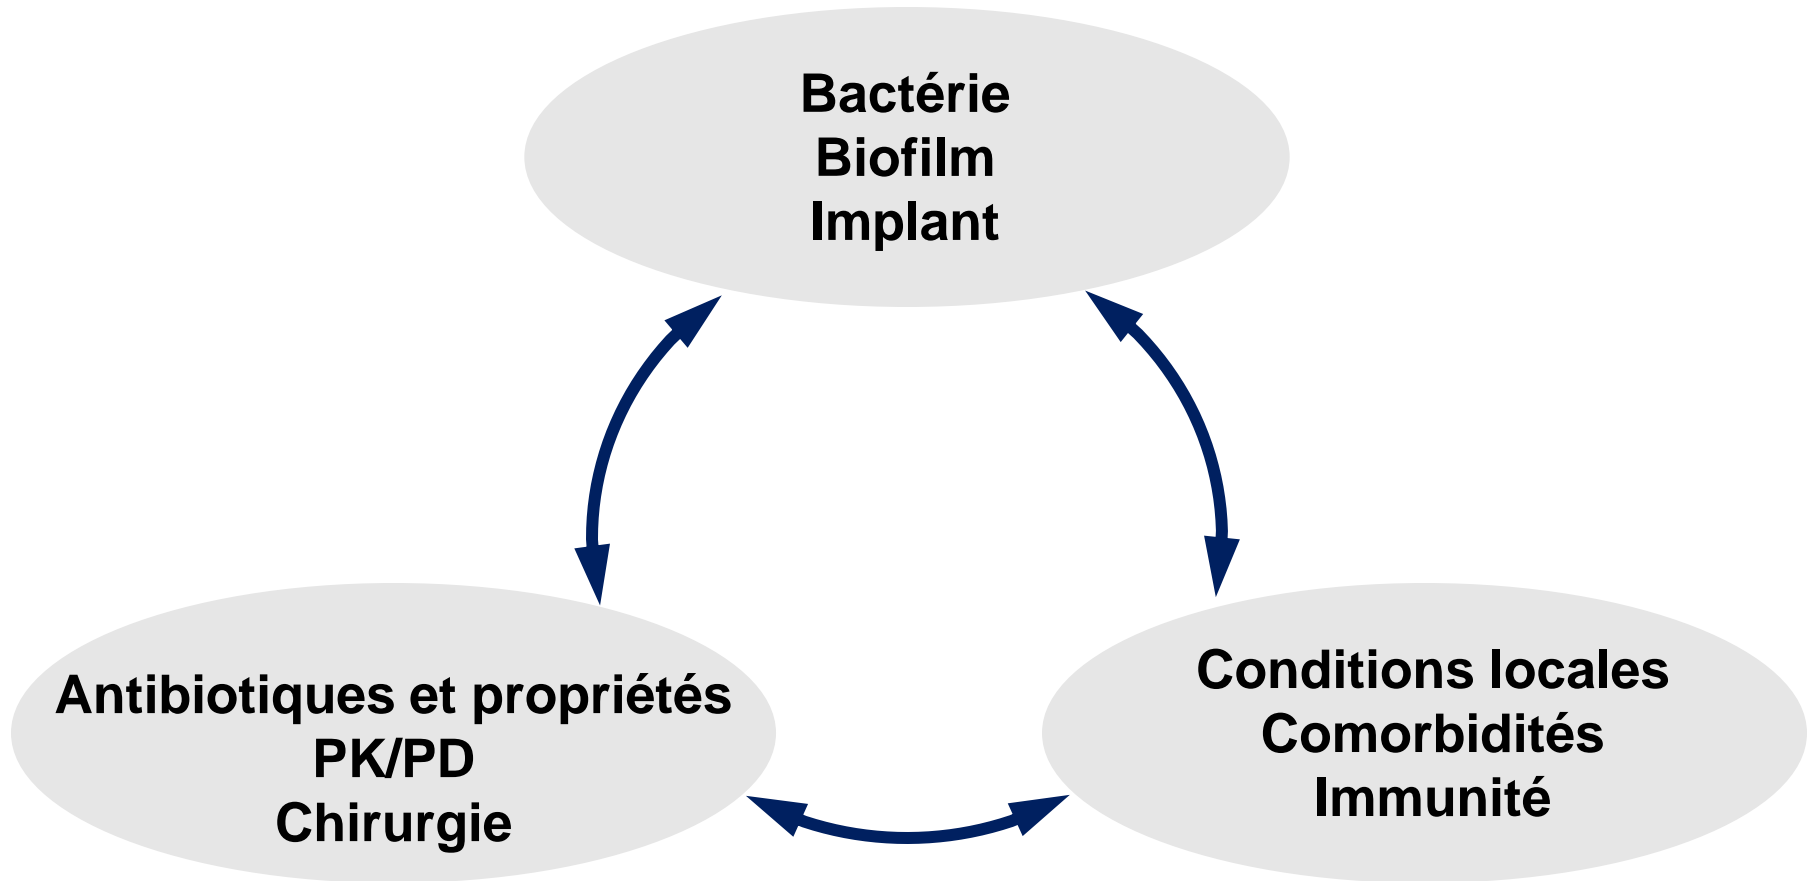 Bactérie
Biofilm
Implant
Antibiotiques et propriétés
PK/PD
Chirurgie
Conditions locales
Comorbidités
Immunité